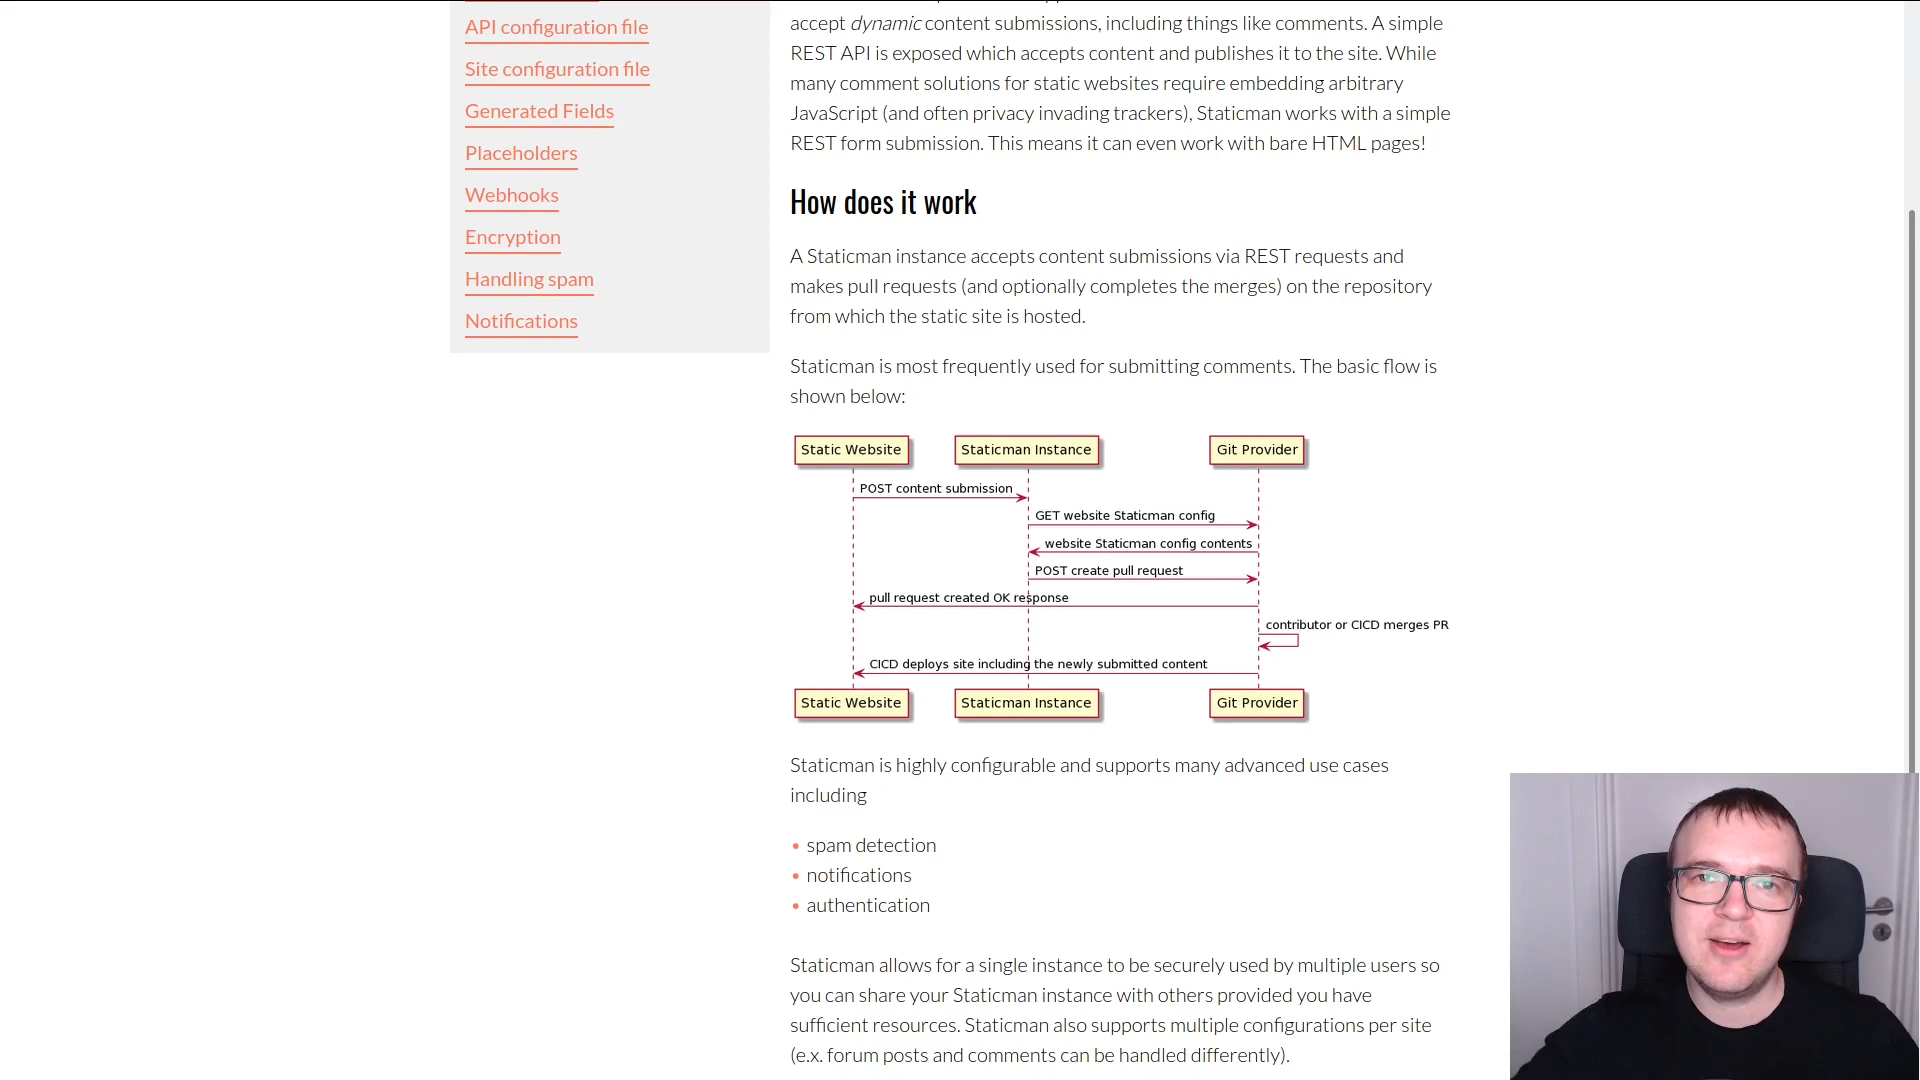 API configuration file
Site configuration file
Generated Fields
Placeholders
Webhooks
Encryption
Handling spam
Notifications
accept dynamic content submissions, including things like comments. A simple
REST API is exposed which accepts content and publishes it to the site. While
many comment solutions for static websites require embedding arbitrary
JavaScript (and often privacy invading trackers), Staticman works with a simple
REST form submission. This means it can even work with bare HTML pages!
How does it work
A Staticman instance accepts content submissions via REST requests and
makes pull requests (and optionally completes the merges) on the repository
from which the static site is hosted.
Staticman is most frequently used for submitting comments. The basic flow is
shown below:
Static Website Staticman Instance Git Provider
POST content submission
GET website Staticman config
website Staticman config contents
POST create pull request
pull request created OK response
contributor or CICD merges PR
CICD deploys site including the newly submitted content
Static Website Staticman Instance Git Provider
Staticman is highly configurable and supports many advanced use cases
including
• spam detection
• notifications
• authentication
Staticman allows for a single instance to be securely used by multiple users so
you can share your Staticman instance with others provided you have
sufficient resources. Staticman also supports multiple configurations per site
(e.x. forum posts and comments can be handled differently).